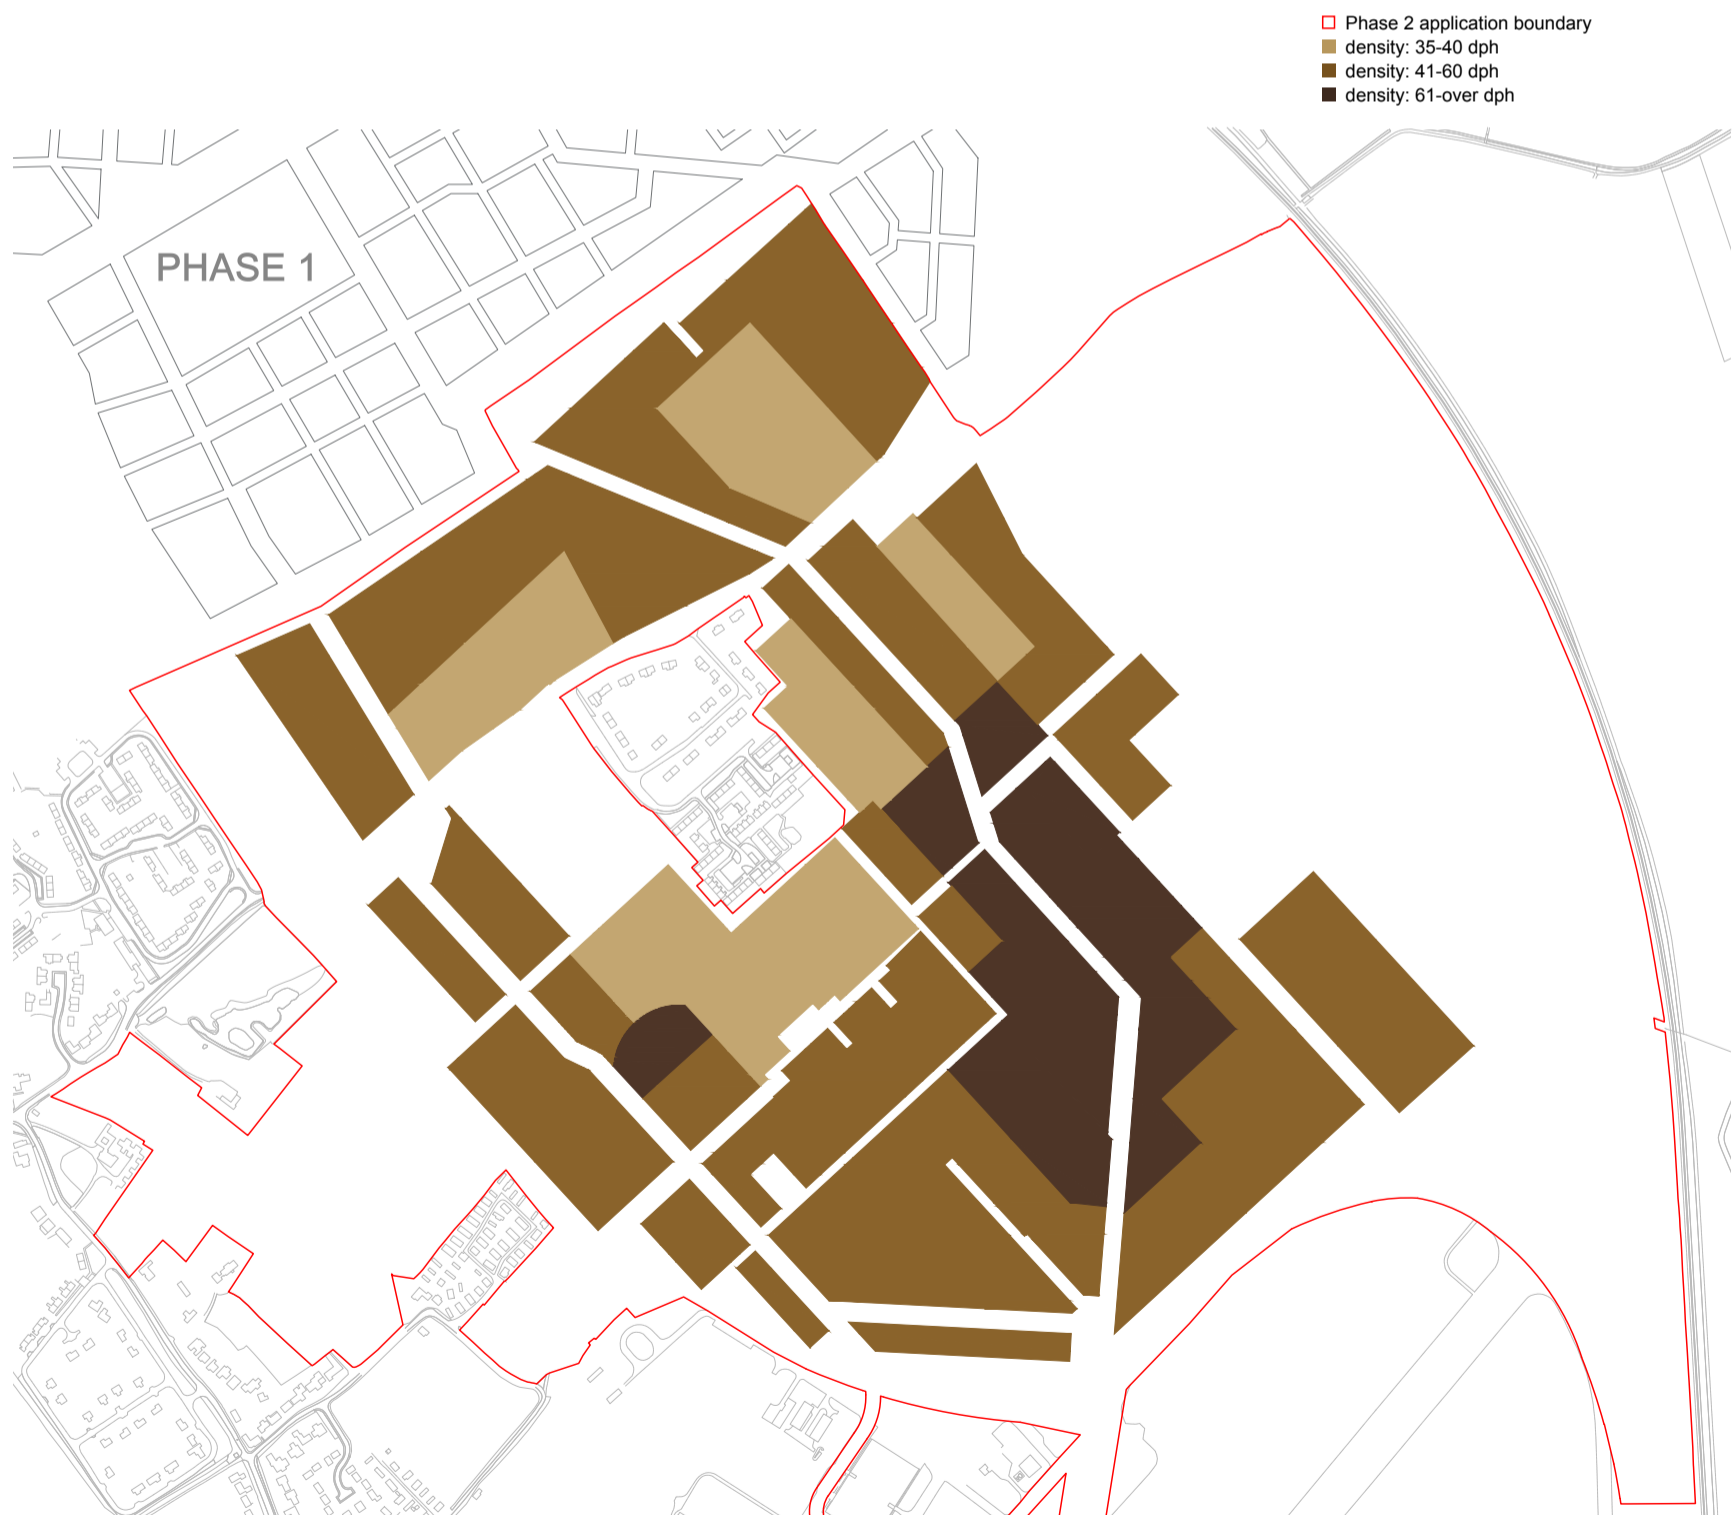 Phase 2 application boundary
density: 35-40 dph
density: 41-60 dph
density: 61-over dph
PHASE 1